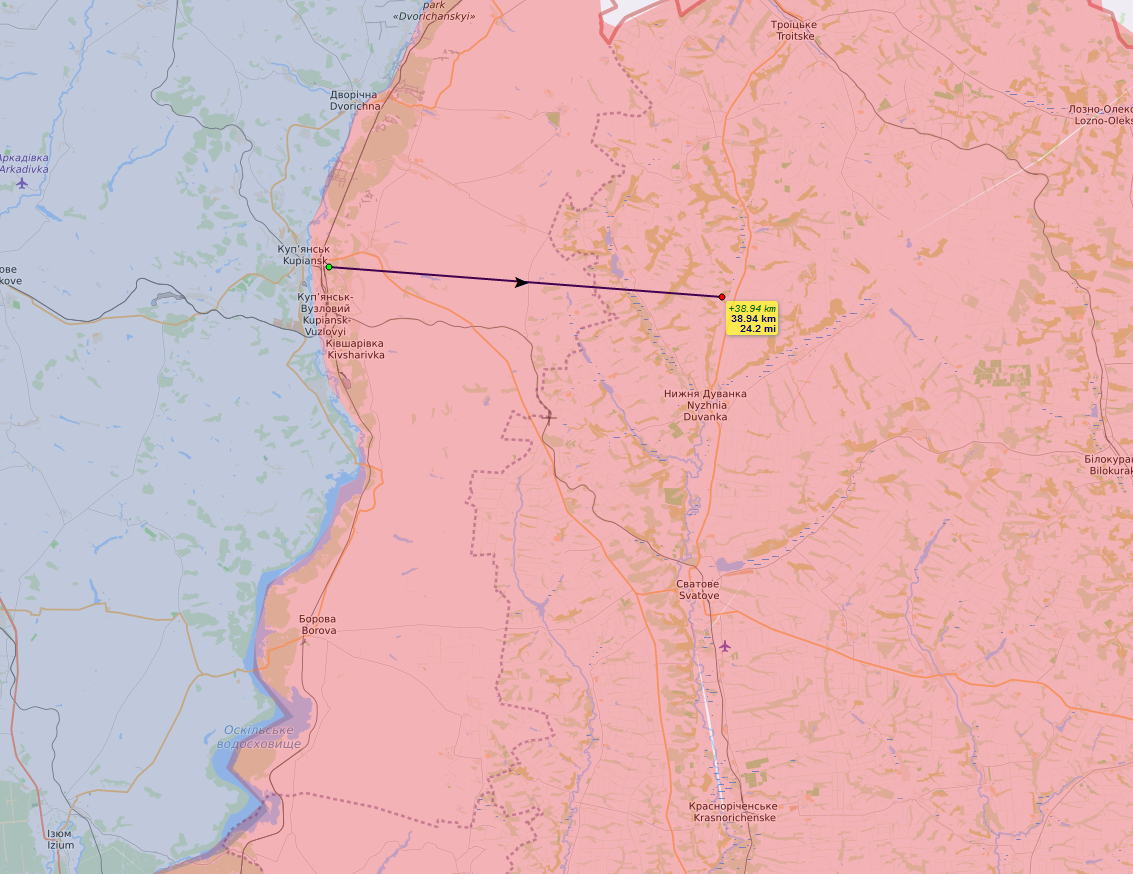 park
«Dvorichanskyi»
Троїцьке
Troitske
Дворічна
Dvorichna
Лозно-Олекс
Lozno-Oleks
Аркадівка
Arkadivka
Куп'янськ
Kupiansk
ове
kove
Куп'янськ-
Вузловий
Kupiansk-
Vuzlovyi
Ківшарівка
Kivsharivka
+38.94 km
38.94 km
24.2 mi
Нижня Дуванка
Nyzhnia
Duvanka
Білокурак
Bilokurak
Сватове
Svatove
Борова
Borova
Оскільське
водосховище
Красноріченське
Krasnorichenske
Ізюм
Izium